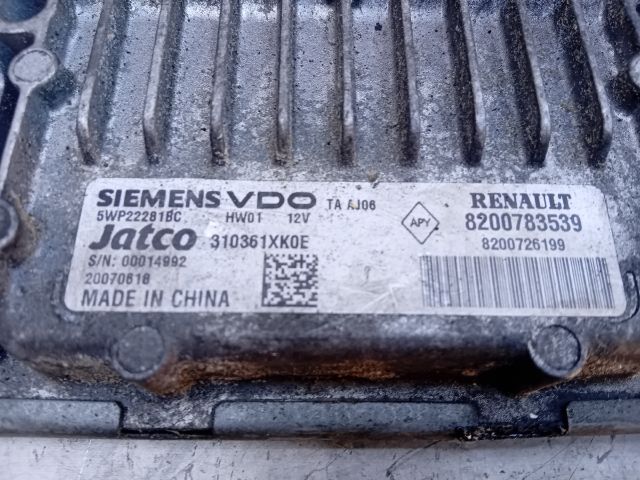 SIEMENS VDO TA AJ06
5WP22281BC HW01 12V
Jatco 310361XK0E
S/N: 00014992
20070618
MADE IN CHINA
APY
RENAULT
8200783539
8200726199